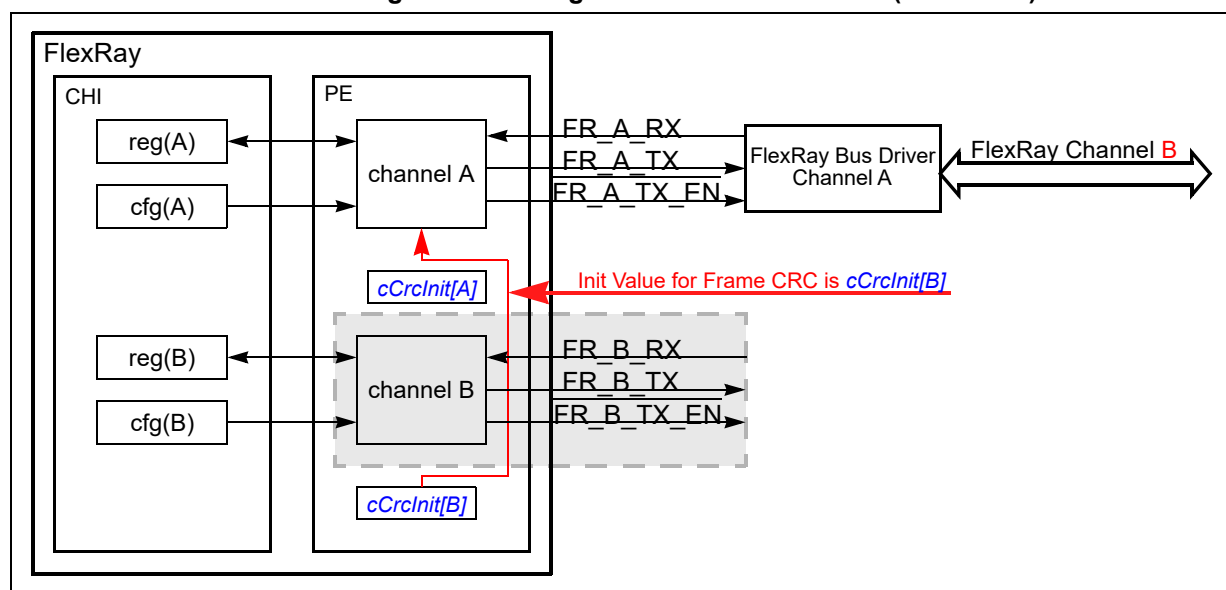 FlexRay
CHI
PE
reg(A)
cfg(A)
channel A
FR_A_RX
FR_A_TX
FR_A_TX_EN
FlexRay Bus Driver
Channel A
FlexRay Channel B
cCrcInit[A]
Init Value for Frame CRC is cCrcInit[B]
reg(B)
cfg(B)
channel B
FR_B_RX
FR_B_TX
FR_B_TX_EN
cCrcInit[B]